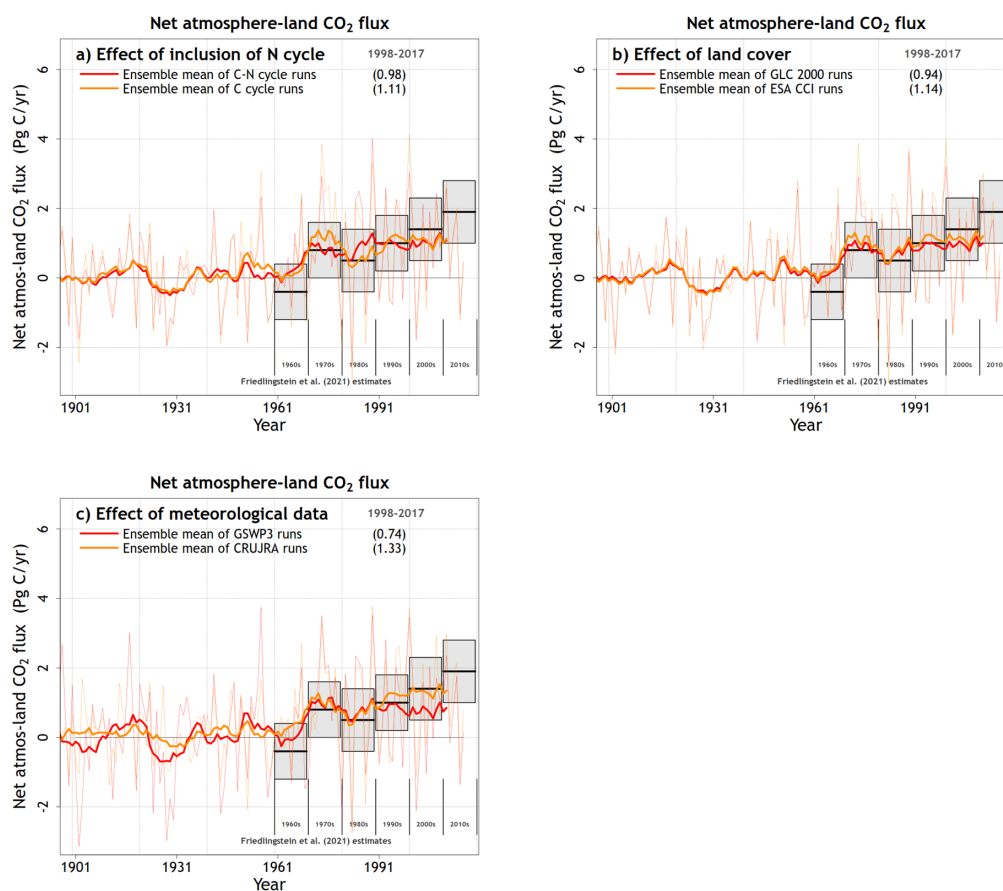 Net atmosphere-land CO₂ flux
a) Effect of inclusion of N cycle 1998-2017
Ensemble mean of C-N cycle runs (0.98)
Ensemble mean of C cycle runs (1.11)
Net atmos-land CO₂ flux (Pg C/yr)
6
4
2
0
-2
1960s 1970s 1980s 1990s 2000s 2010s
Friedlingstein et al. (2021) estimates
1901 1931 1961 1991
Year
Net atmosphere-land CO₂ flux
b) Effect of land cover 1998-2017
Ensemble mean of GLC 2000 runs (0.94)
Ensemble mean of ESA CCI runs (1.14)
Net atmos-land CO₂ flux (Pg C/yr)
6
4
2
0
-2
1960s 1970s 1980s 1990s 2000s 2010s
Friedlingstein et al. (2021) estimates
1901 1931 1961 1991
Year
Net atmosphere-land CO₂ flux
c) Effect of meteorological data 1998-2017
Ensemble mean of GSWP3 runs (0.74)
Ensemble mean of CRUJRA runs (1.33)
Net atmos-land CO₂ flux (Pg C/yr)
6
4
2
0
-2
1960s 1970s 1980s 1990s 2000s 2010s
Friedlingstein et al. (2021) estimates
1901 1931 1961 1991
Year